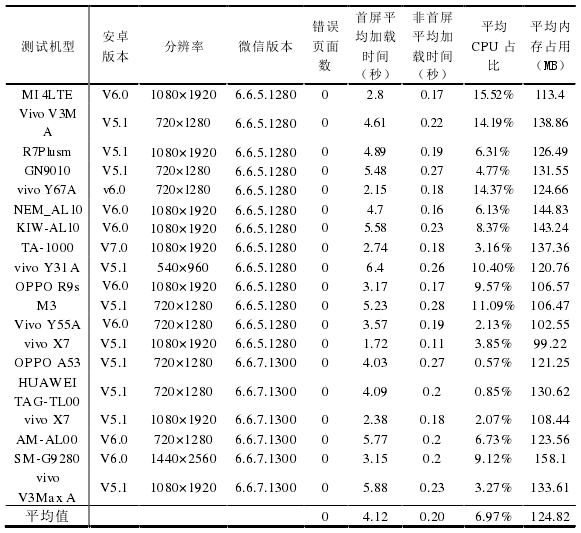 测试机型 安卓版本 分辨率 微信版本 错误页面数 首屏平均加载时间（秒） 非首屏平均加载时间（秒） 平均CPU占比 平均内存占用（MB）
MI 4LTE V6.0 1080×1920 6.6.5.1280 0 2.8 0.17 15.52% 113.4
Vivo V3M A V5.1 720×1280 6.6.5.1280 0 4.61 0.22 14.19% 138.86
R7Plusm V5.1 1080×1920 6.6.5.1280 0 4.89 0.19 6.31% 126.49
GN9010 V5.1 720×1280 6.6.5.1280 0 5.48 0.27 4.77% 131.55
vivo Y67A v6.0 720×1280 6.6.5.1280 0 2.15 0.18 14.37% 124.66
NEM_AL10 V6.0 1080×1920 6.6.5.1280 0 4.7 0.16 6.13% 144.83
KIW-AL10 V6.0 1080×1920 6.6.5.1280 0 5.58 0.23 8.37% 143.24
TA-1000 V7.0 1080×1920 6.6.5.1280 0 2.74 0.18 3.16% 137.36
vivo Y31A V5.1 540×960 6.6.5.1280 0 6.4 0.26 10.40% 120.76
OPPO R9s V6.0 1080×1920 6.6.5.1280 0 3.17 0.17 9.57% 106.57
M3 V5.1 720×1280 6.6.5.1280 0 5.23 0.28 11.09% 106.47
Vivo Y55A V6.0 720×1280 6.6.5.1280 0 3.57 0.19 2.13% 102.55
vivo X7 V5.1 1080×1920 6.6.5.1280 0 1.72 0.11 3.85% 99.22
OPPO A53 V5.1 720×1280 6.6.7.1300 0 4.03 0.27 0.57% 121.25
HUAWEI TAG-TL00 V5.1 720×1280 6.6.7.1300 0 4.09 0.2 0.85% 130.62
vivo X7 V5.1 1080×1920 6.6.7.1300 0 2.38 0.18 2.07% 108.44
AM-AL00 V6.0 720×1280 6.6.7.1300 0 5.77 0.2 6.73% 123.56
SM-G9280 V6.0 1440×2560 6.6.7.1300 0 3.15 0.2 9.12% 158.1
vivo V3Max A V5.1 1080×1920 6.6.7.1300 0 5.88 0.23 3.27% 133.61
平均值 0 4.12 0.20 6.97% 124.82